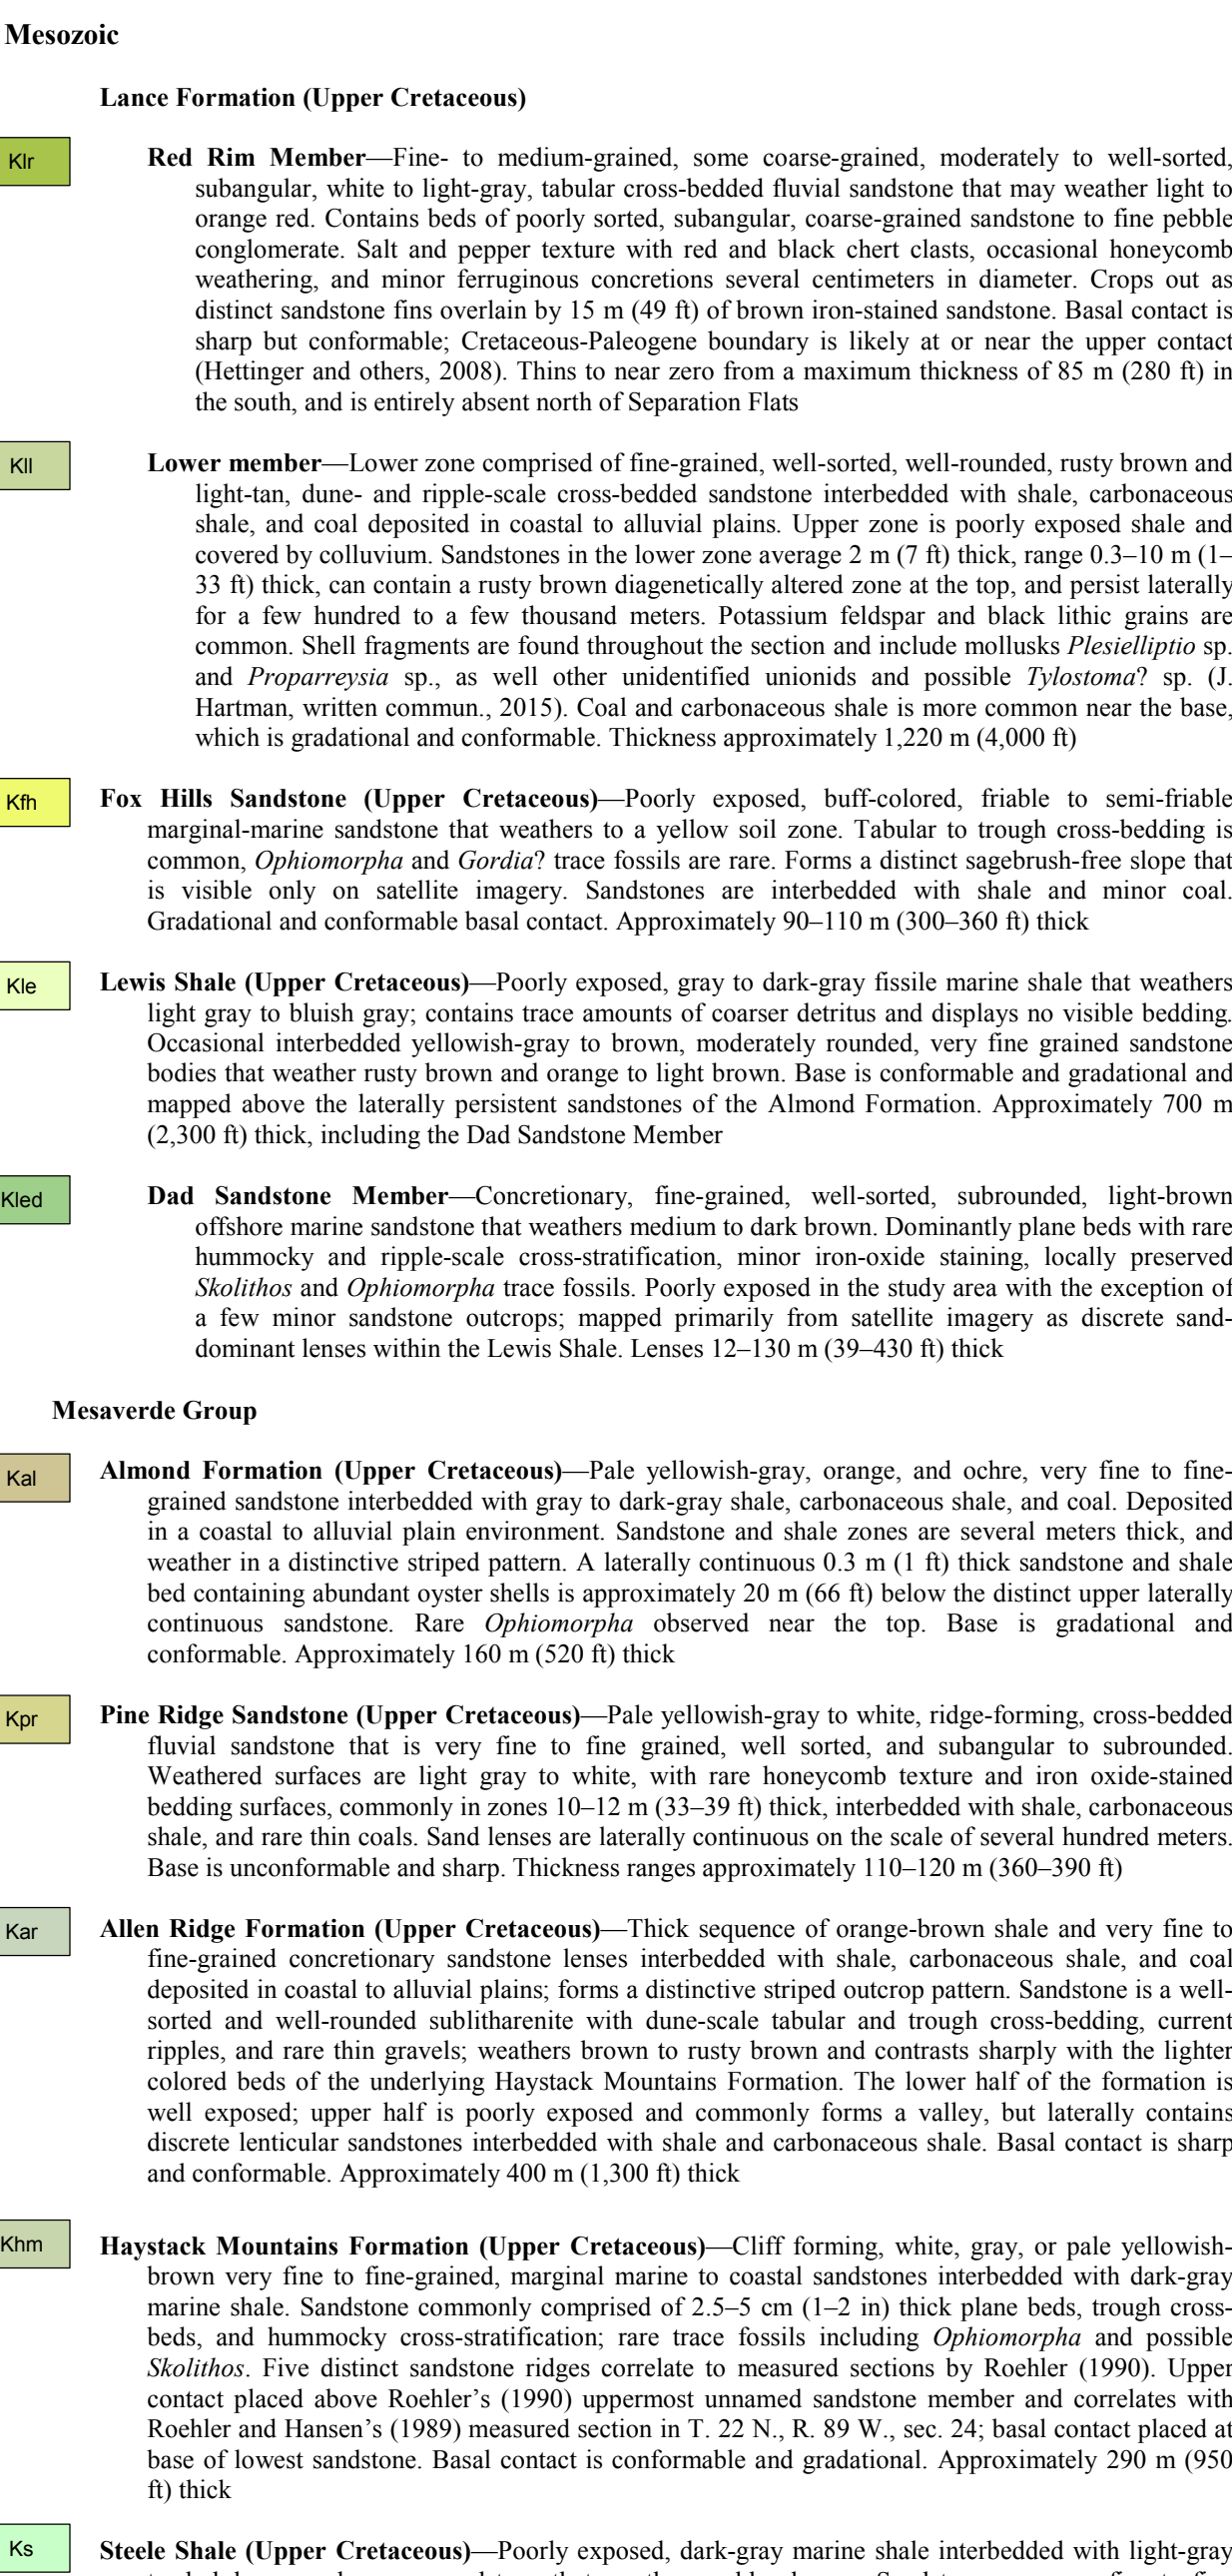 Mesozoic
Lance Formation (Upper Cretaceous)
Klr
Red Rim Member—Fine- to medium-grained, some coarse-grained, moderately to well-sorted,
subangular, white to light-gray, tabular cross-bedded fluvial sandstone that may weather light to
orange red. Contains beds of poorly sorted, subangular, coarse-grained sandstone to fine pebble
conglomerate. Salt and pepper texture with red and black chert clasts, occasional honeycomb
weathering, and minor ferruginous concretions several centimeters in diameter. Crops out as
distinct sandstone fins overlain by 15 m (49 ft) of brown iron-stained sandstone. Basal contact is
sharp but conformable; Cretaceous-Paleogene boundary is likely at or near the upper contact
(Hettinger and others, 2008). Thins to near zero from a maximum thickness of 85 m (280 ft) in
the south, and is entirely absent north of Separation Flats
Kll
Lower member—Lower zone comprised of fine-grained, well-sorted, well-rounded, rusty brown and
light-tan, dune- and ripple-scale cross-bedded sandstone interbedded with shale, carbonaceous
shale, and coal deposited in coastal to alluvial plains. Upper zone is poorly exposed shale and
covered by colluvium. Sandstones in the lower zone average 2 m (7 ft) thick, range 0.3–10 m (1–
33 ft) thick, can contain a rusty brown diagenetically altered zone at the top, and persist laterally
for a few hundred to a few thousand meters. Potassium feldspar and black lithic grains are
common. Shell fragments are found throughout the section and include mollusks Plesielliptio sp.
and Proparreysia sp., as well other unidentified unionids and possible Tylostoma? sp. (J.
Hartman, written commun., 2015). Coal and carbonaceous shale is more common near the base,
which is gradational and conformable. Thickness approximately 1,220 m (4,000 ft)
Kfh
Fox Hills Sandstone (Upper Cretaceous)—Poorly exposed, buff-colored, friable to semi-friable
marginal-marine sandstone that weathers to a yellow soil zone. Tabular to trough cross-bedding is
common, Ophiomorpha and Gordia? trace fossils are rare. Forms a distinct sagebrush-free slope that
is visible only on satellite imagery. Sandstones are interbedded with shale and minor coal.
Gradational and conformable basal contact. Approximately 90–110 m (300–360 ft) thick
Kle
Lewis Shale (Upper Cretaceous)—Poorly exposed, gray to dark-gray fissile marine shale that weathers
light gray to bluish gray; contains trace amounts of coarser detritus and displays no visible bedding.
Occasional interbedded yellowish-gray to brown, moderately rounded, very fine grained sandstone
bodies that weather rusty brown and orange to light brown. Base is conformable and gradational and
mapped above the laterally persistent sandstones of the Almond Formation. Approximately 700 m
(2,300 ft) thick, including the Dad Sandstone Member
Kled
Dad Sandstone Member—Concretionary, fine-grained, well-sorted, subrounded, light-brown
offshore marine sandstone that weathers medium to dark brown. Dominantly plane beds with rare
hummocky and ripple-scale cross-stratification, minor iron-oxide staining, locally preserved
Skolithos and Ophiomorpha trace fossils. Poorly exposed in the study area with the exception of
a few minor sandstone outcrops; mapped primarily from satellite imagery as discrete sand-
dominant lenses within the Lewis Shale. Lenses 12–130 m (39–430 ft) thick
Mesaverde Group
Kal
Almond Formation (Upper Cretaceous)—Pale yellowish-gray, orange, and ochre, very fine to fine-
grained sandstone interbedded with gray to dark-gray shale, carbonaceous shale, and coal. Deposited
in a coastal to alluvial plain environment. Sandstone and shale zones are several meters thick, and
weather in a distinctive striped pattern. A laterally continuous 0.3 m (1 ft) thick sandstone and shale
bed containing abundant oyster shells is approximately 20 m (66 ft) below the distinct upper laterally
continuous sandstone. Rare Ophiomorpha observed near the top. Base is gradational and
conformable. Approximately 160 m (520 ft) thick
Kpr
Pine Ridge Sandstone (Upper Cretaceous)—Pale yellowish-gray to white, ridge-forming, cross-bedded
fluvial sandstone that is very fine to fine grained, well sorted, and subangular to subrounded.
Weathered surfaces are light gray to white, with rare honeycomb texture and iron oxide-stained
bedding surfaces, commonly in zones 10–12 m (33–39 ft) thick, interbedded with shale, carbonaceous
shale, and rare thin coals. Sand lenses are laterally continuous on the scale of several hundred meters.
Base is unconformable and sharp. Thickness ranges approximately 110–120 m (360–390 ft)
Kar
Allen Ridge Formation (Upper Cretaceous)—Thick sequence of orange-brown shale and very fine to
fine-grained concretionary sandstone lenses interbedded with shale, carbonaceous shale, and coal
deposited in coastal to alluvial plains; forms a distinctive striped outcrop pattern. Sandstone is a well-
sorted and well-rounded sublitharenite with dune-scale tabular and trough cross-bedding, current
ripples, and rare thin gravels; weathers brown to rusty brown and contrasts sharply with the lighter
colored beds of the underlying Haystack Mountains Formation. The lower half of the formation is
well exposed; upper half is poorly exposed and commonly forms a valley, but laterally contains
discrete lenticular sandstones interbedded with shale and carbonaceous shale. Basal contact is sharp
and conformable. Approximately 400 m (1,300 ft) thick
Khm
Haystack Mountains Formation (Upper Cretaceous)—Cliff forming, white, gray, or pale yellowish-
brown very fine to fine-grained, marginal marine to coastal sandstones interbedded with dark-gray
marine shale. Sandstone commonly comprised of 2.5–5 cm (1–2 in) thick plane beds, trough cross-
beds, and hummocky cross-stratification; rare trace fossils including Ophiomorpha and possible
Skolithos. Five distinct sandstone ridges correlate to measured sections by Roehler (1990). Upper
contact placed above Roehler's (1990) uppermost unnamed sandstone member and correlates with
Roehler and Hansen's (1989) measured section in T. 22 N., R. 89 W., sec. 24; basal contact placed at
base of lowest sandstone. Basal contact is conformable and gradational. Approximately 290 m (950
ft) thick
Ks
Steele Shale (Upper Cretaceous)—Poorly exposed, dark-gray marine shale interbedded with light-gray